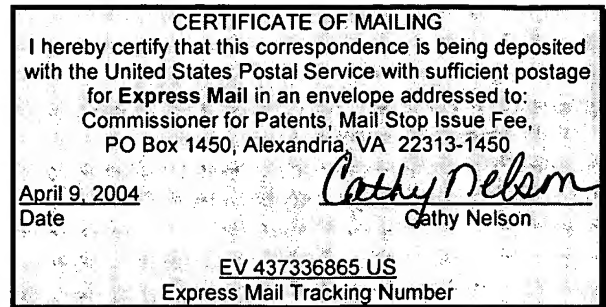 CERTIFICATE OF MAILING
I hereby certify that this correspondence is being deposited
with the United States Postal Service with sufficient postage
for Express Mail in an envelope addressed to:
Commissioner for Patents, Mail Stop Issue Fee,
PO Box 1450, Alexandria, VA 22313-1450
April 9, 2004 Cathy Nelson
Date Cathy Nelson
EV 437336865 US
Express Mail Tracking Number